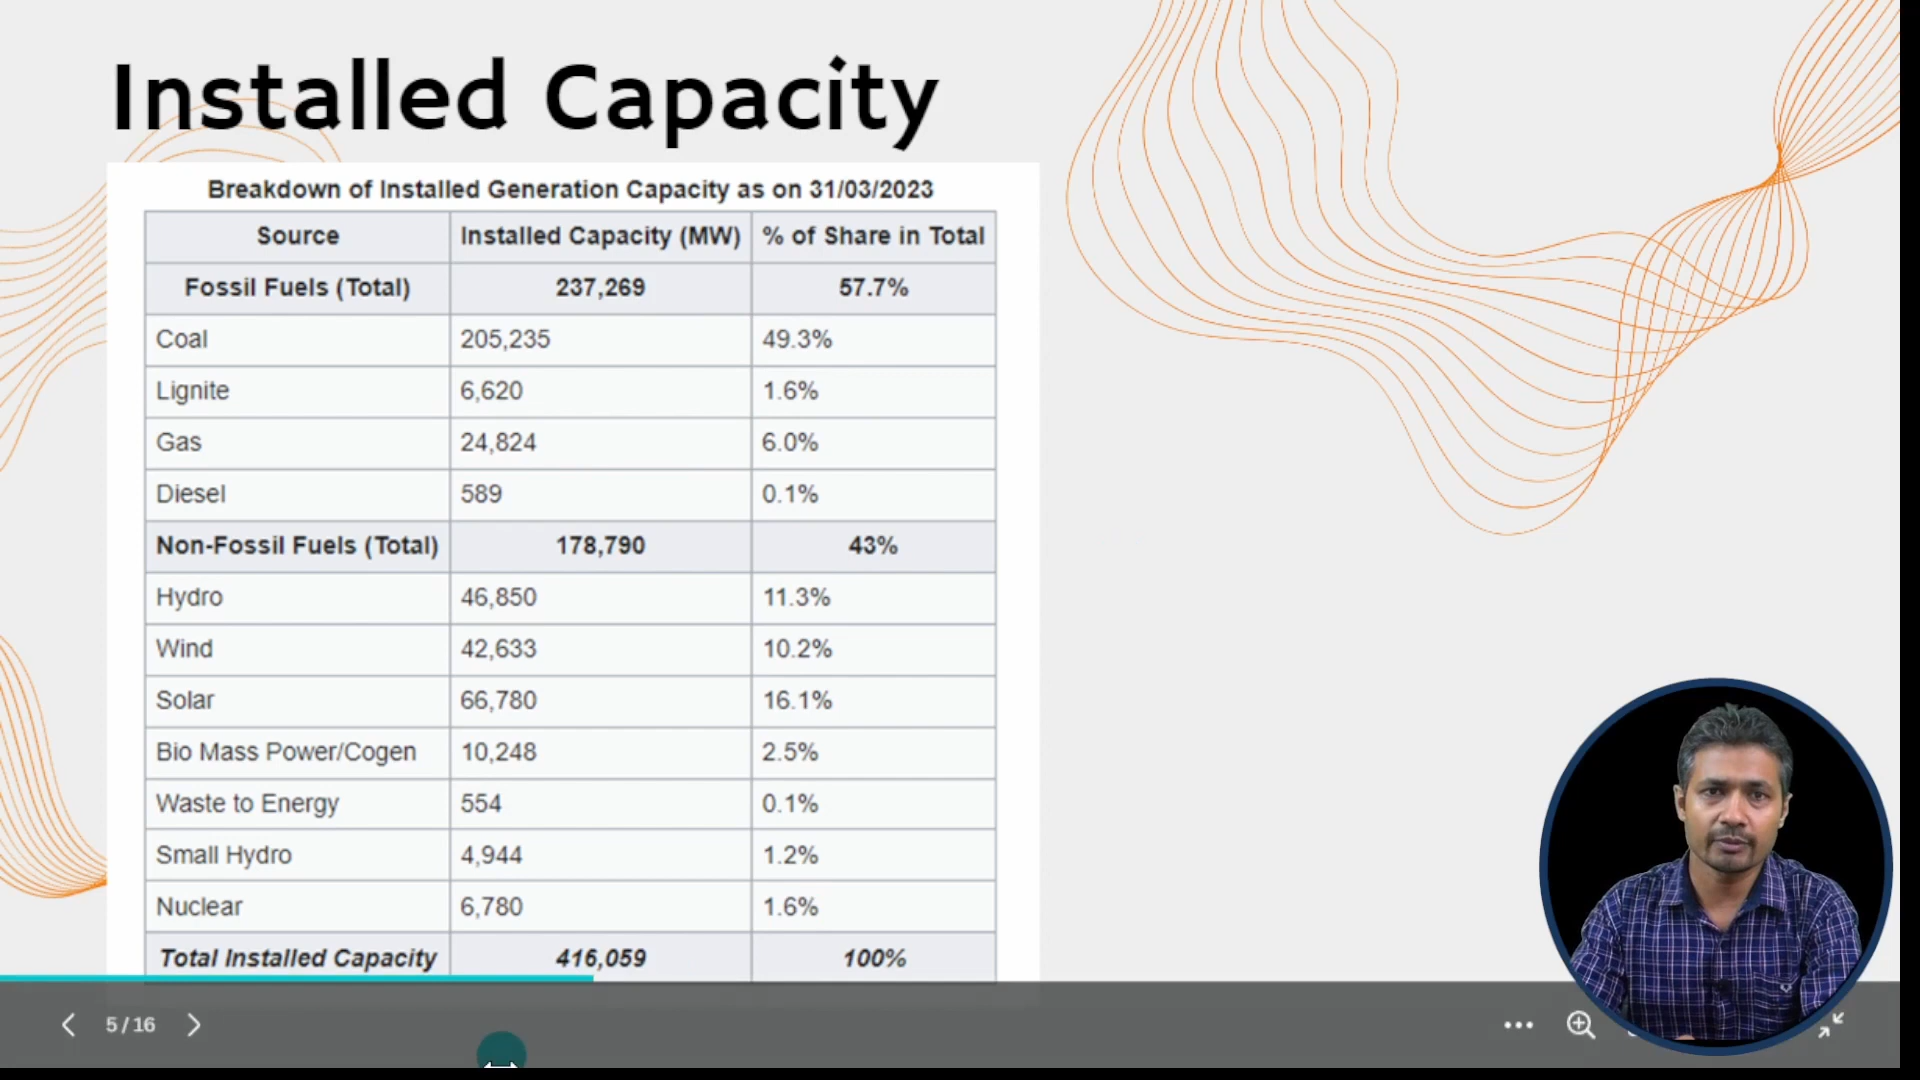 Installed Capacity
Breakdown of Installed Generation Capacity as on 31/03/2023
Source Installed Capacity (MW) % of Share in Total
Fossil Fuels (Total) 237,269 57.7%
Coal 205,235 49.3%
Lignite 6,620 1.6%
Gas 24,824 6.0%
Diesel 589 0.1%
Non-Fossil Fuels (Total) 178,790 43%
Hydro 46,850 11.3%
Wind 42,633 10.2%
Solar 66,780 16.1%
Bio Mass Power/Cogen 10,248 2.5%
Waste to Energy 554 0.1%
Small Hydro 4,944 1.2%
Nuclear 6,780 1.6%
Total Installed Capacity 416,059 100%
5 / 16